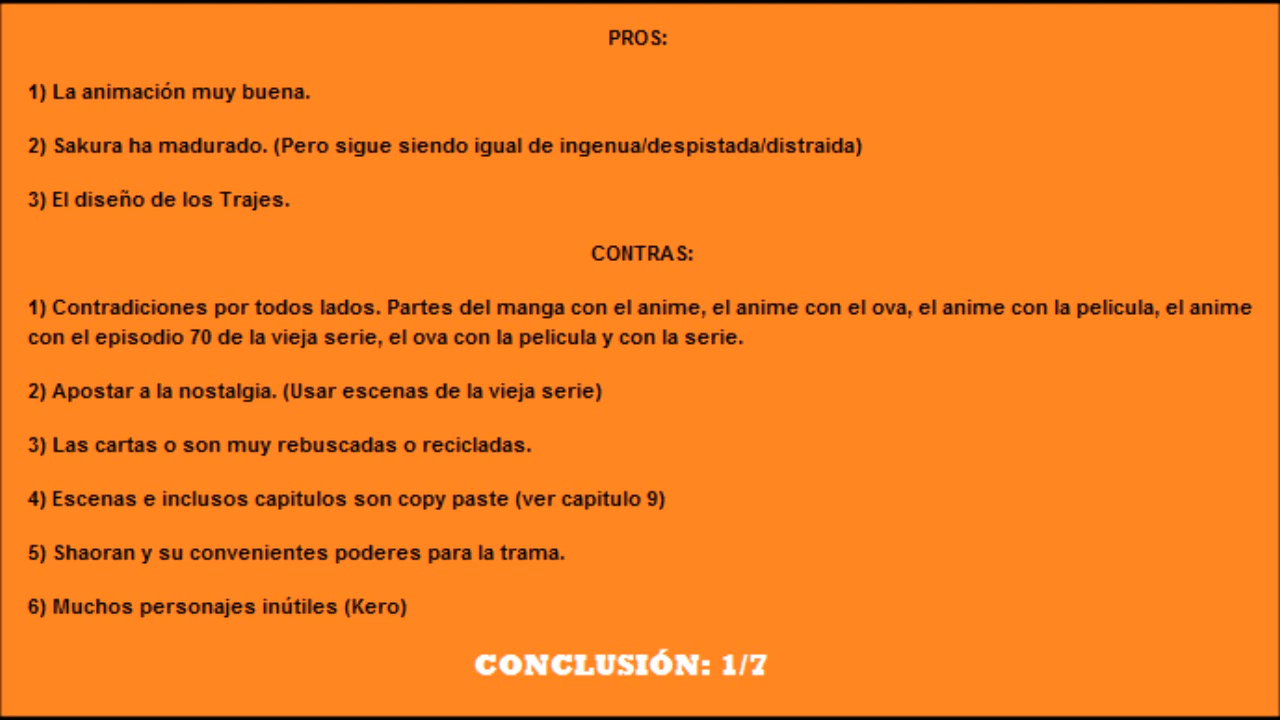 PROS:
1) La animación muy buena.
2) Sakura ha madurado. (Pero sigue siendo igual de ingenua/despistada/distraida)
3) El diseño de los Trajes.
CONTRAS:
1) Contradiciones por todos lados. Partes del manga con el anime, el anime con el ova, el anime con la pelicula, el anime
con el episodio 70 de la vieja serie, el ova con la pelicula y con la serie.
2) Apostar a la nostalgia. (Usar escenas de la vieja serie)
3) Las cartas o son muy rebuscadas o recicladas.
4) Escenas e inclusos capitulos son copy paste (ver capitulo 9)
5) Shaoran y su convenientes poderes para la trama.
6) Muchos personajes inútiles (Kero)
CONCLUSIÓN: 1/7